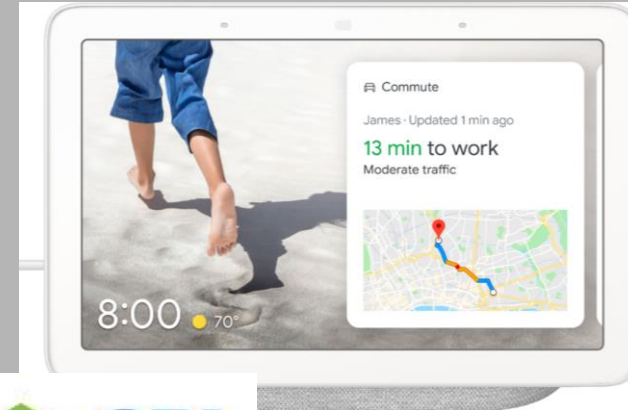 Commute
James · Updated 1 min ago
13 min to work
Moderate traffic
8:00 70°